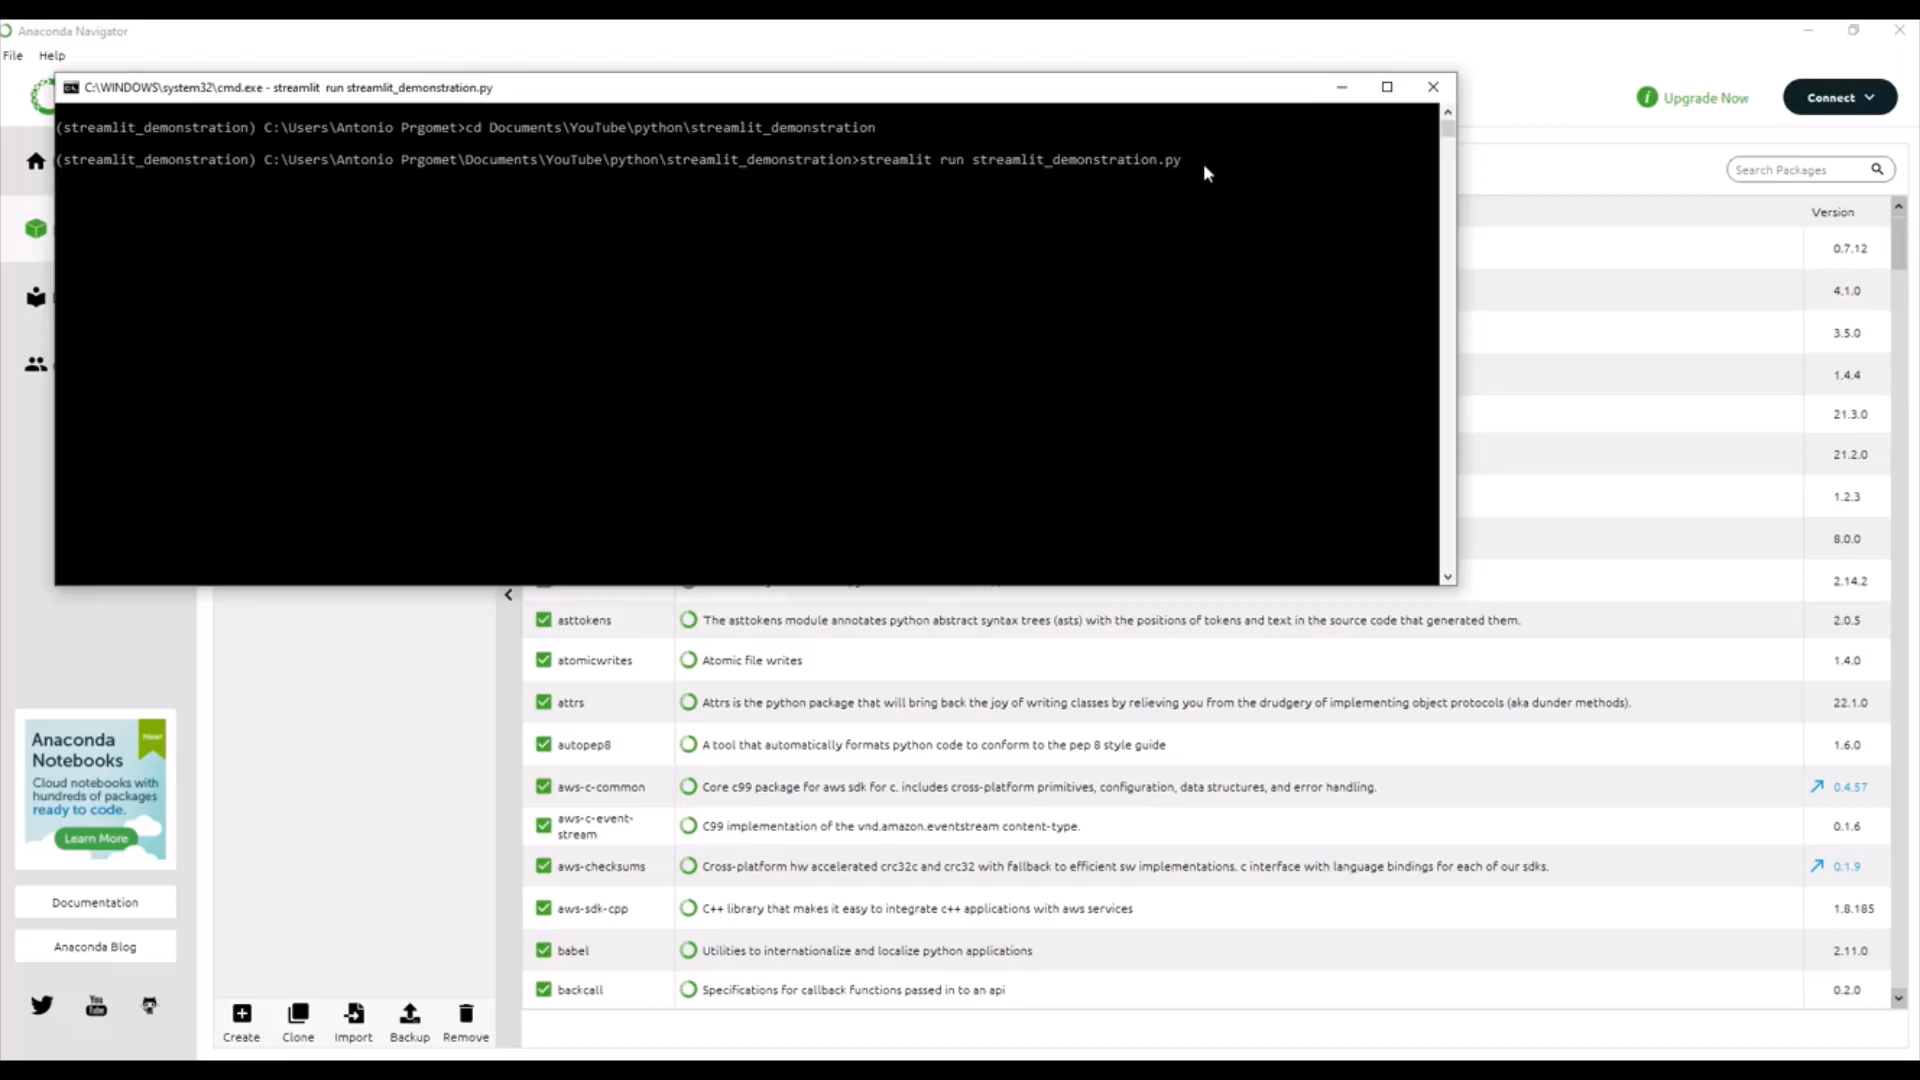 Anaconda Navigator
File Help
C:\WINDOWS\system32\cmd.exe - streamlit run streamlit_demonstration.py
(streamlit_demonstration) C:\Users\Antonio Prgomet>cd Documents\YouTube\python\streamlit_demonstration
(streamlit_demonstration) C:\Users\Antonio Prgomet\Documents\YouTube\python\streamlit_demonstration>streamlit run streamlit_demonstration.py
Upgrade Now
Connect
Search Packages
Version
0.7.12
4.1.0
3.5.0
1.4.4
21.3.0
21.2.0
1.2.3
8.0.0
2.14.2
asttokens The asttokens module annotates python abstract syntax trees (asts) with the positions of tokens and text in the source code that generated them. 2.0.5
atomicwrites Atomic file writes 1.4.0
attrs Attrs is the python package that will bring back the joy of writing classes by relieving you from the drudgery of implementing object protocols (aka dunder methods). 22.1.0
autopep8 A tool that automatically formats python code to conform to the pep 8 style guide 1.6.0
aws-c-common Core c99 package for aws sdk for c. includes cross-platform primitives, configuration, data structures, and error handling. 0.4.57
aws-c-event-
stream C99 implementation of the vnd.amazon.eventstream content-type. 0.1.6
aws-checksums Cross-platform hw accelerated crc32c and crc32 with fallback to efficient sw implementations. c interface with language bindings for each of our sdks. 0.1.9
aws-sdk-cpp C++ library that makes it easy to integrate c++ applications with aws services 1.8.185
babel Utilities to internationalize and localize python applications 2.11.0
backcall Specifications for callback functions passed in to an api 0.2.0
New!
Anaconda
Notebooks
Cloud notebooks with
hundreds of packages
ready to code.
Learn More
Documentation
Anaconda Blog
You
Tube
Create Clone Import Backup Remove